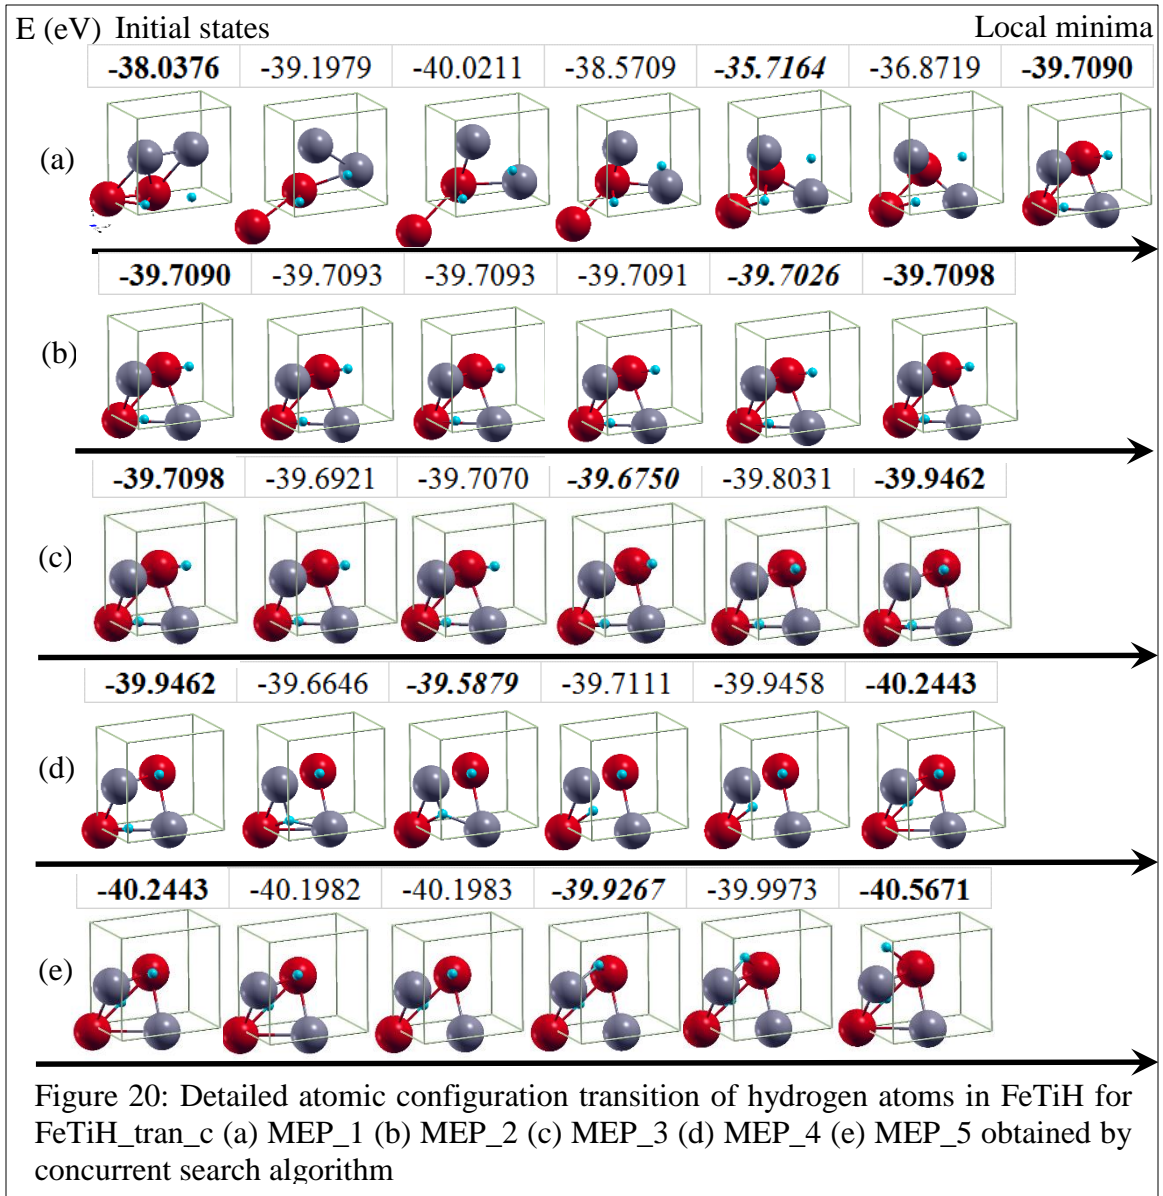 E (eV) Initial states Local minima
-38.0376 -39.1979 -40.0211 -38.5709 -35.7164 -36.8719 -39.7090
(a)
-39.7090 -39.7093 -39.7093 -39.7091 -39.7026 -39.7098
(b)
-39.7098 -39.6921 -39.7070 -39.6750 -39.8031 -39.9462
(c)
-39.9462 -39.6646 -39.5879 -39.7111 -39.9458 -40.2443
(d)
-40.2443 -40.1982 -40.1983 -39.9267 -39.9973 -40.5671
(e)
Figure 20: Detailed atomic configuration transition of hydrogen atoms in FeTiH for
FeTiH_tran_c (a) MEP_1 (b) MEP_2 (c) MEP_3 (d) MEP_4 (e) MEP_5 obtained by
concurrent search algorithm